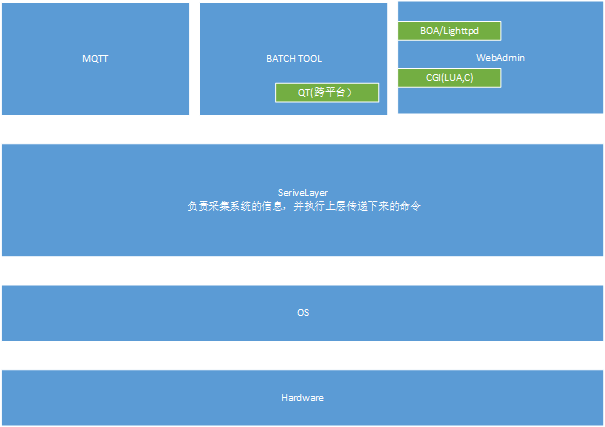 MQTT
BATCH TOOL
QT(跨平台）
BOA/Lighttpd
WebAdmin
CGI(LUA,C)
SeriveLayer
负责采集系统的信息，并执行上层传递下来的命令
OS
Hardware